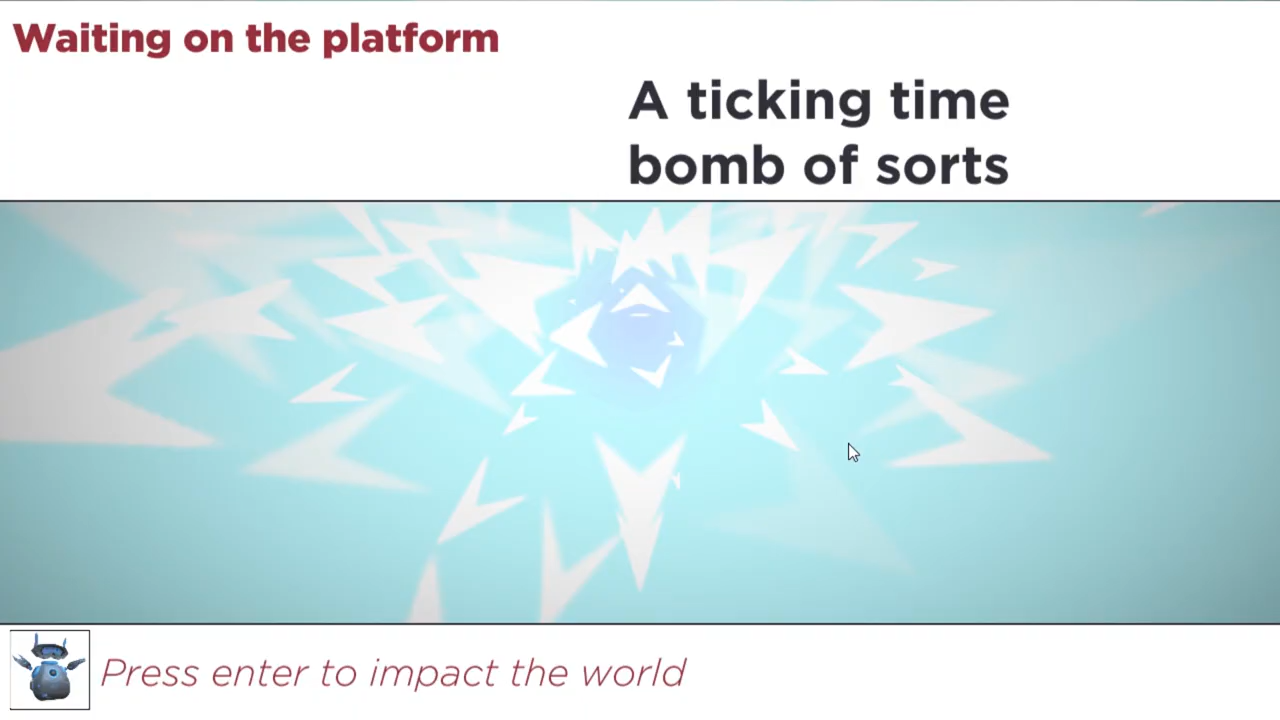 Waiting on the platform
A ticking time
bomb of sorts
Press enter to impact the world